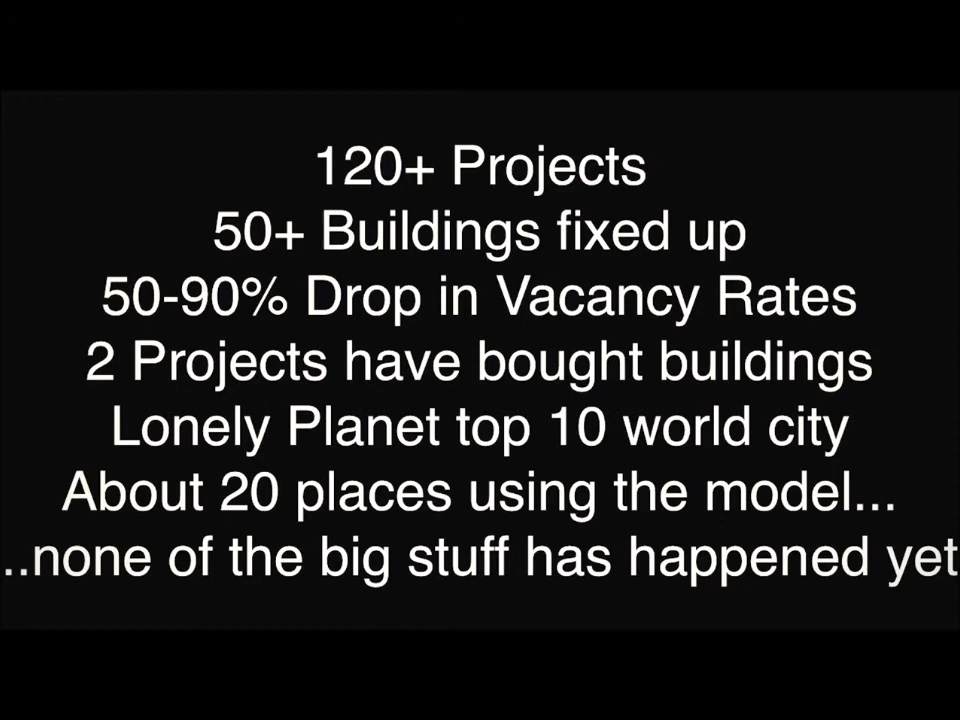 120+ Projects
50+ Buildings fixed up
50-90% Drop in Vacancy Rates
2 Projects have bought buildings
Lonely Planet top 10 world city
About 20 places using the model...
..none of the big stuff has happened yet